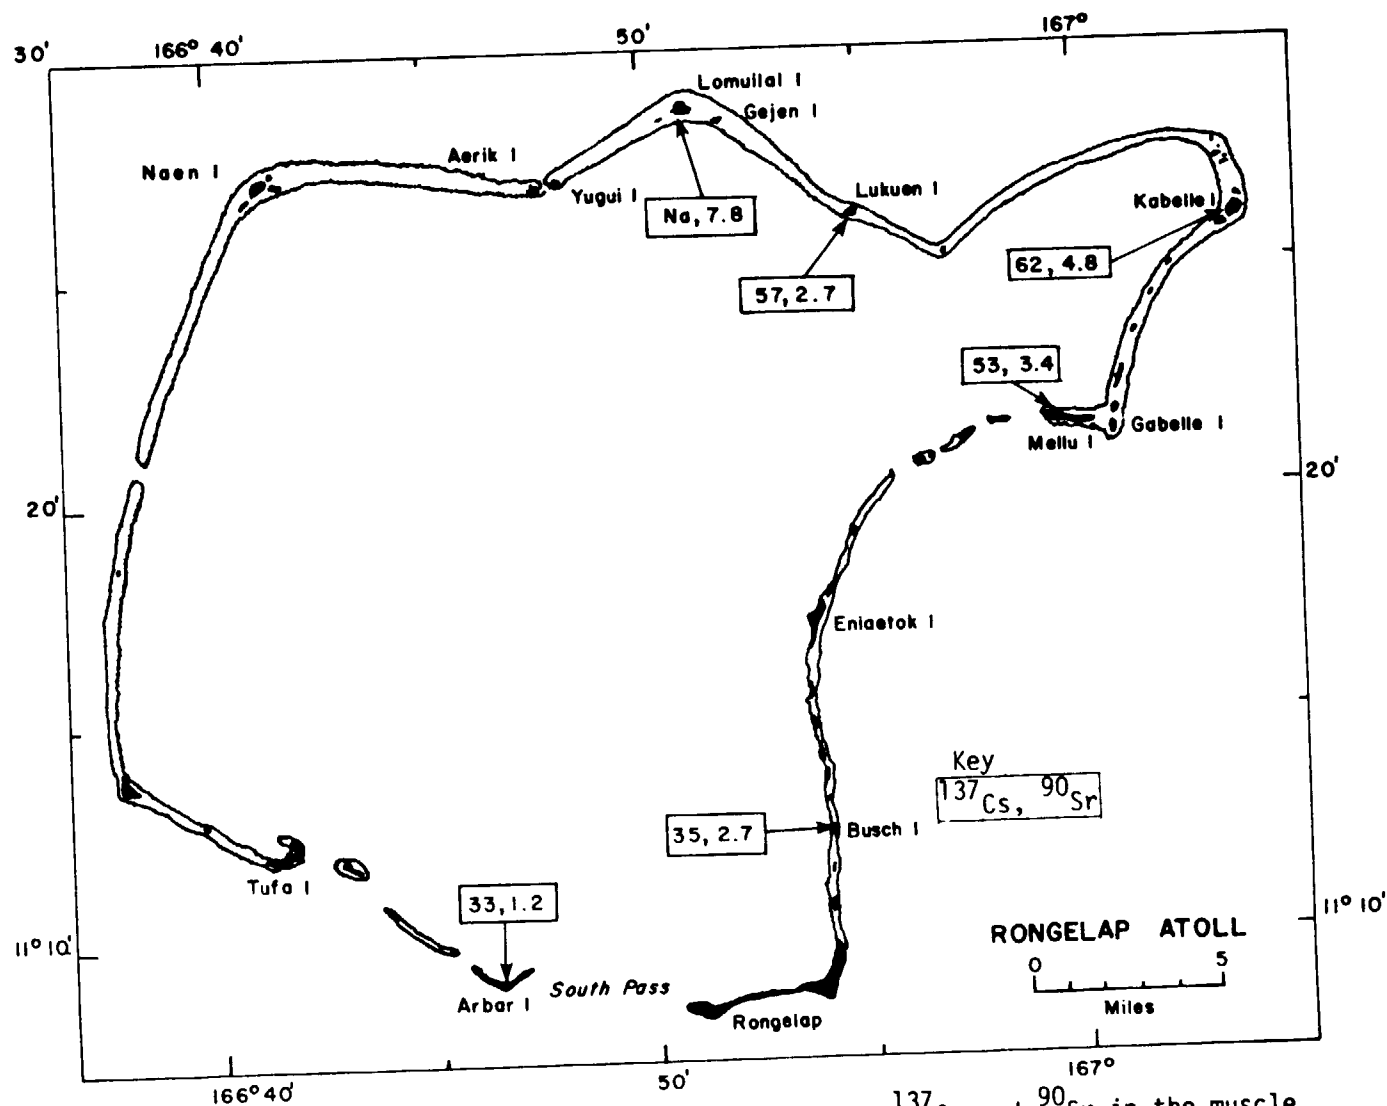 30' 166° 40' 50' 167°
Lomuilal I
Gejen I
Aerik I
Naen I
Yugui I
Lukuen I
Kabelle I
Na, 7.8
62, 4.8
57, 2.7
53, 3.4
Mellu I
Gabelle I
20'
20'
Eniaetok I
Key
137Cs, 90Sr
35, 2.7
Busch I
Tufa I
33, 1.2
11° 10'
11° 10'
RONGELAP ATOLL
0 5
Miles
South Pass
Arbar I
Rongelap
166° 40' 50' 167°
in the muscle